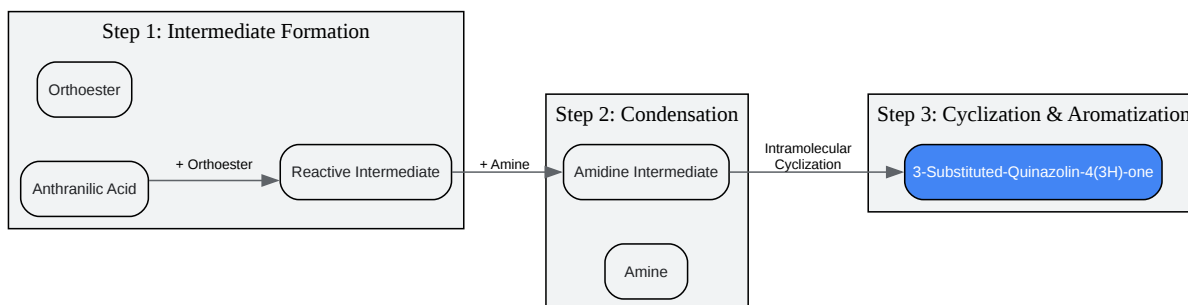 Step 1: Intermediate Formation
Orthoester
Anthranilic Acid
+ Orthoester
Reactive Intermediate
+ Amine
Step 2: Condensation
Amidine Intermediate
Amine
Intramolecular
Cyclization
Step 3: Cyclization & Aromatization
3-Substituted-Quinazolin-4(3H)-one